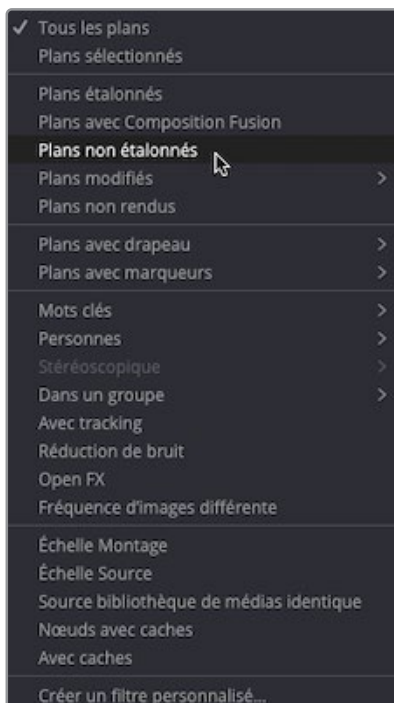 Tous les plans
Plans sélectionnés
Plans étalonnés
Plans avec Composition Fusion
Plans non étalonnés
Plans modifiés
Plans non rendus
Plans avec drapeau
Plans avec marqueurs
Mots clés
Personnes
Stéréoscopique
Dans un groupe
Avec tracking
Réduction de bruit
Open FX
Fréquence d'images différente
Échelle Montage
Échelle Source
Source bibliothèque de médias identique
Nœuds avec caches
Avec caches
Créer un filtre personnalisé...